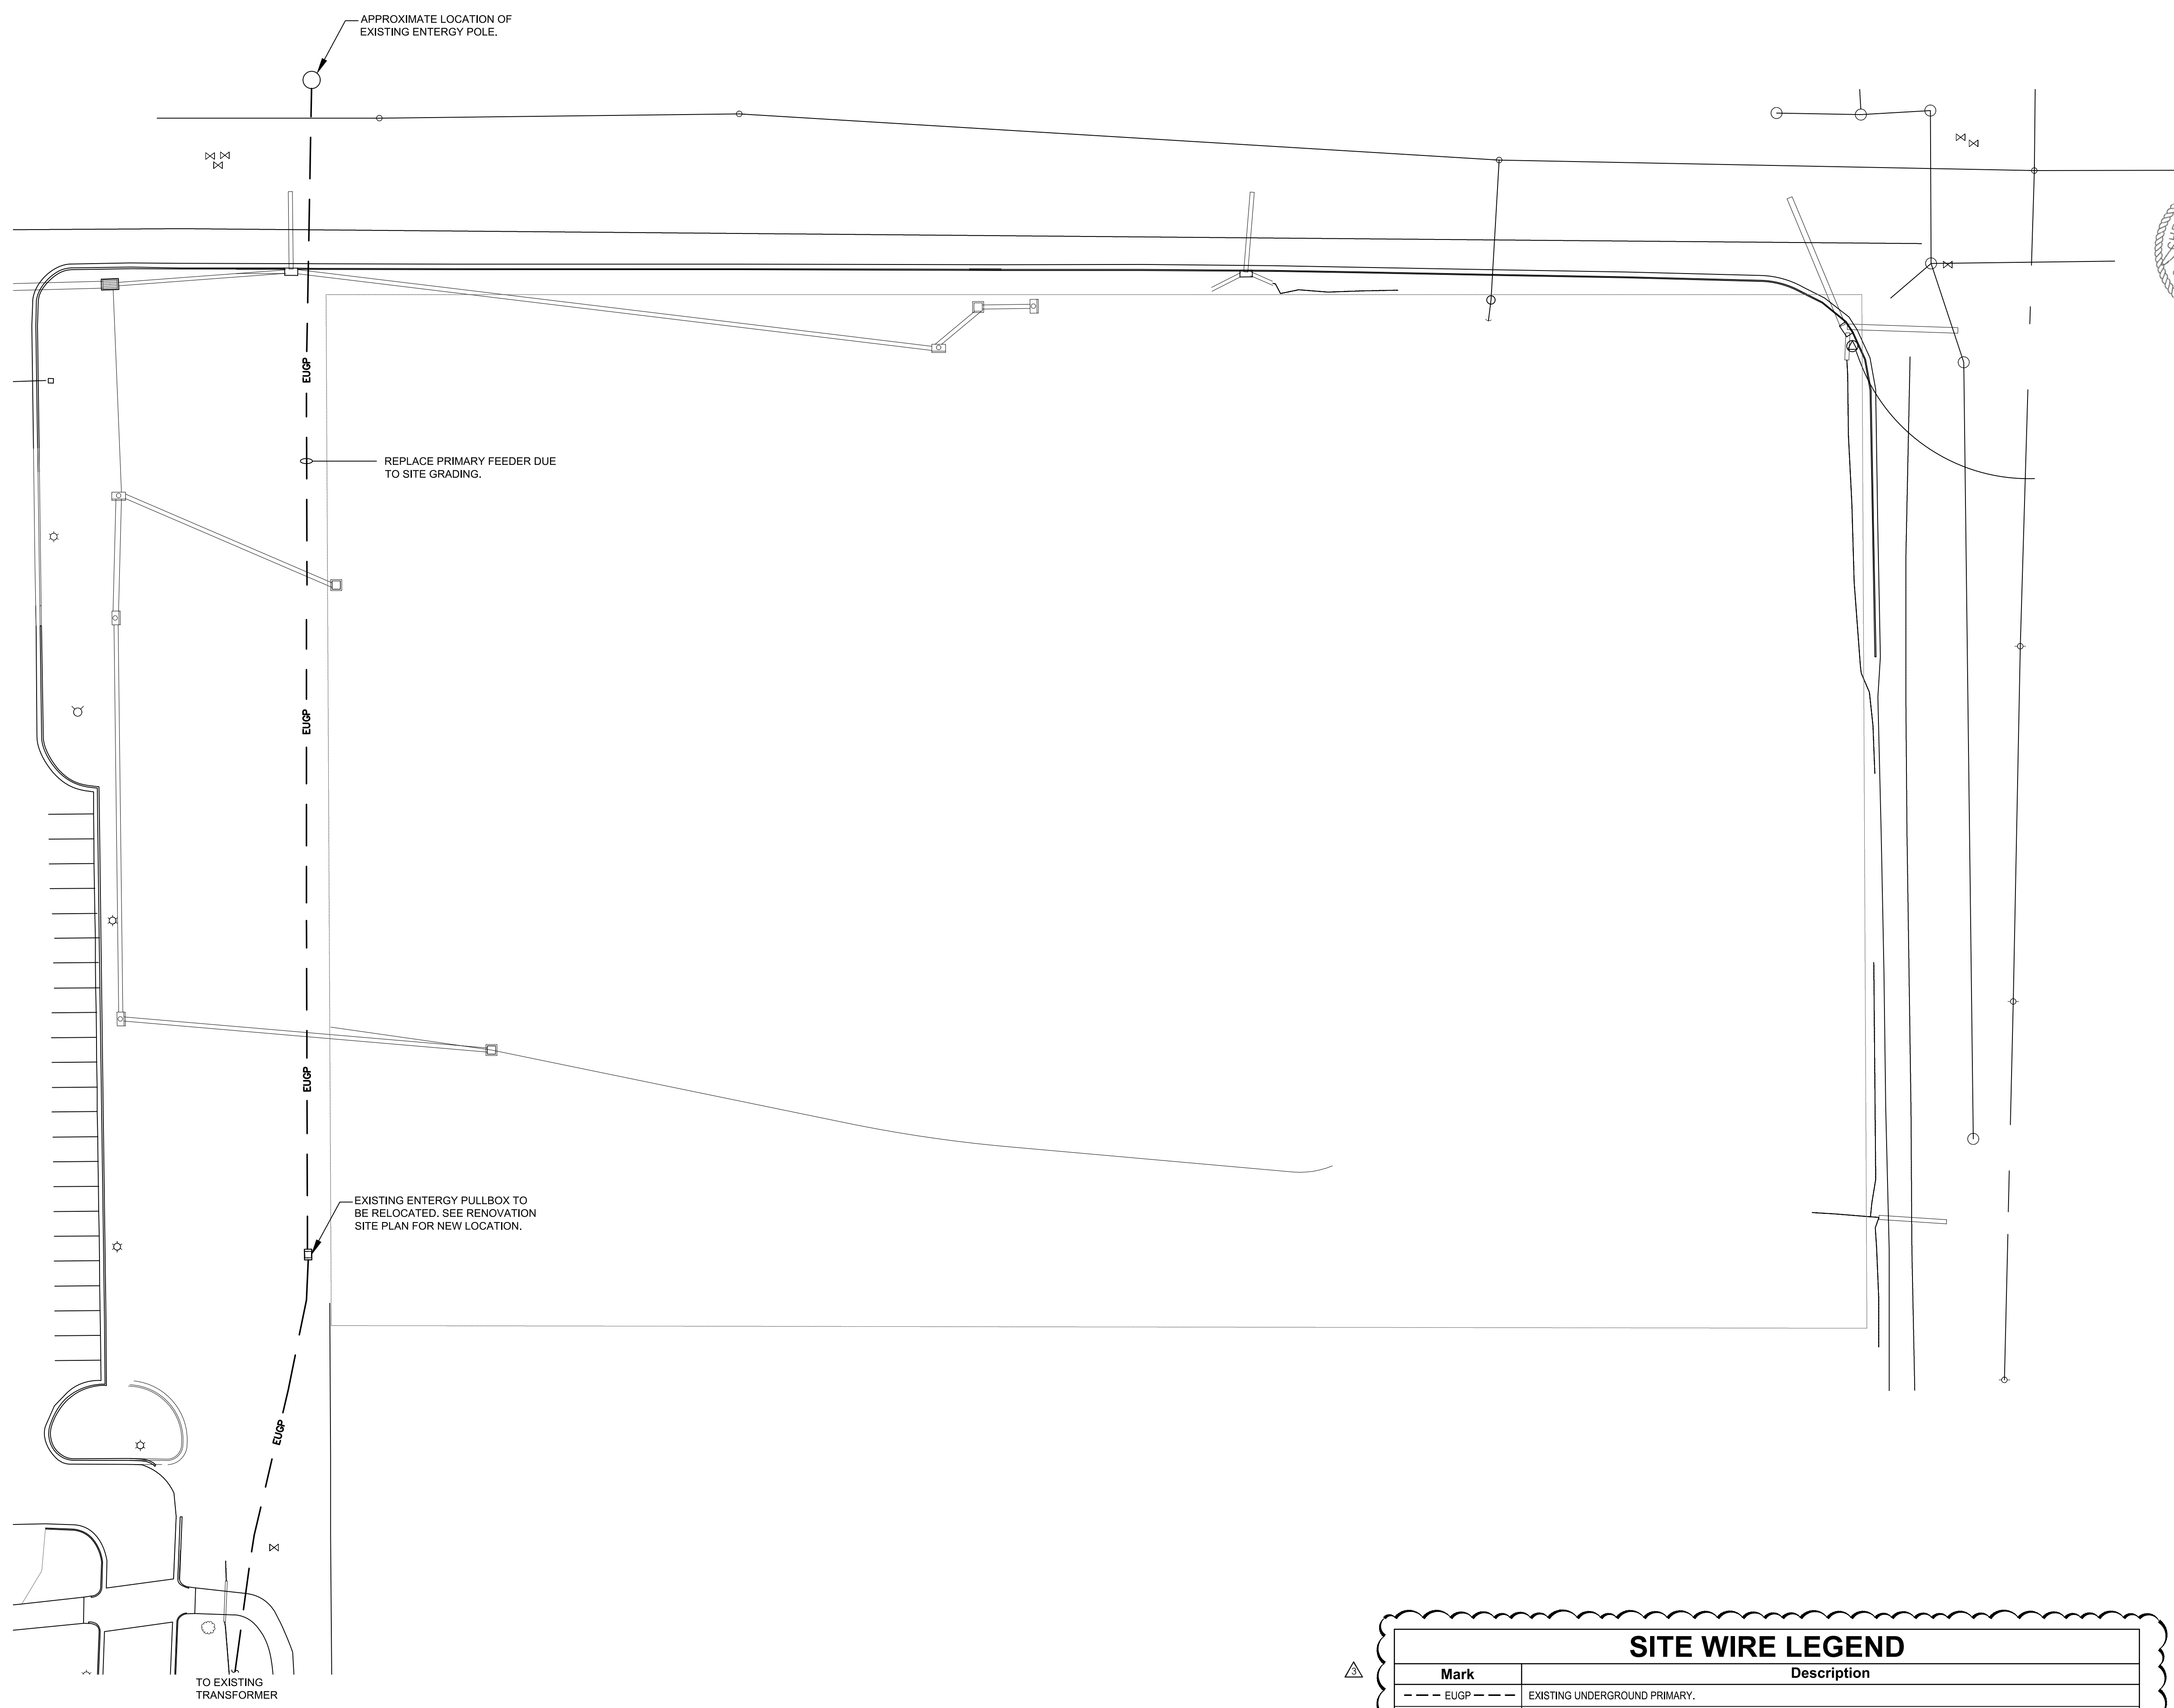 APPROXIMATE LOCATION OF
EXISTING ENTERGY POLE.
EUGP
REPLACE PRIMARY FEEDER DUE
TO SITE GRADING.
EUGP
EUGP
EXISTING ENTERGY PULLBOX TO
BE RELOCATED. SEE RENOVATION
SITE PLAN FOR NEW LOCATION.
EUGP
TO EXISTING
TRANSFORMER
3
SITE WIRE LEGEND
Mark Description
EUGP EXISTING UNDERGROUND PRIMARY.